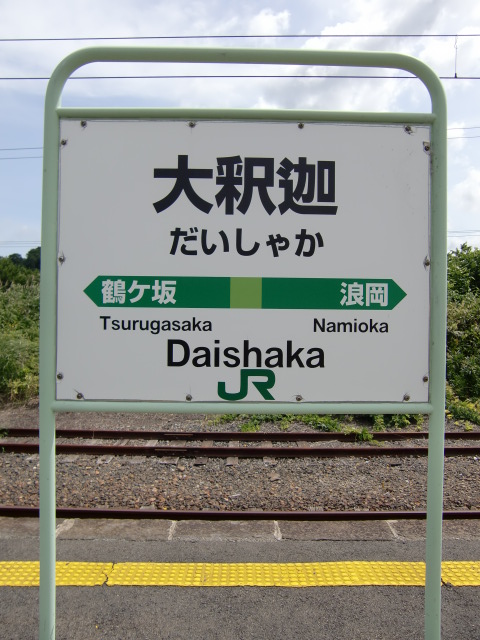 大釈迦
だいしゃか
鶴ケ坂 浪岡
Tsurugasaka Namioka
Daishaka
JR